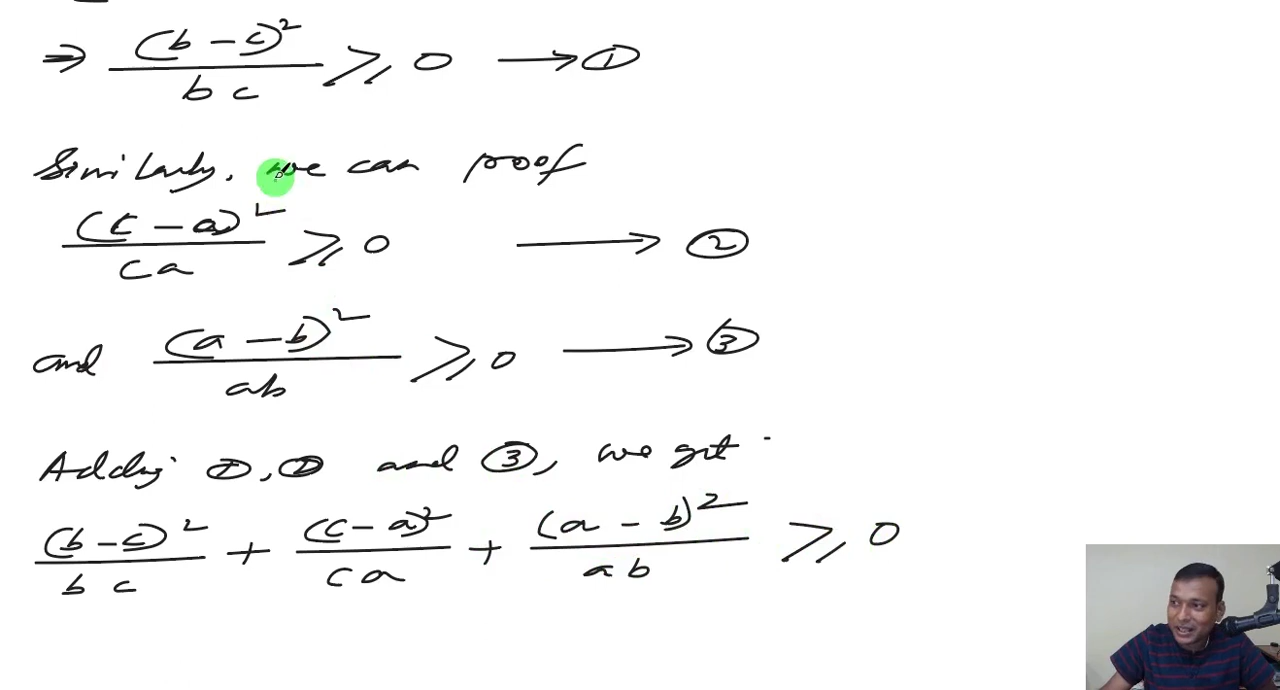 ⇒ (b - c)² / bc ≥ 0 → ①
Similarly, we can proof
(c - a)² / ca ≥ 0 → ②
and (a - b)² / ab ≥ 0 → ③
Adding ①, ② and ③, we get
(b - c)² / bc + (c - a)² / ca + (a - b)² / ab ≥ 0